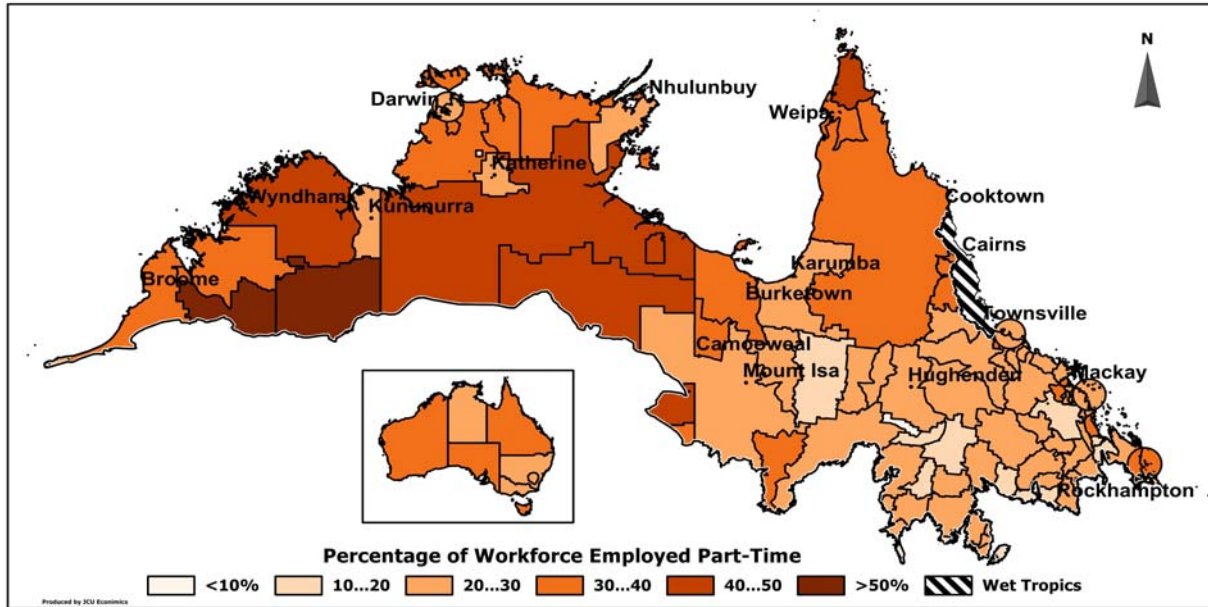 N
Darwin
Nhulunbuy
Weipa
Katherine
Wyndham
Kununurra
Cooktown
Cairns
Karumba
Broome
Burketown
Townsville
Camooweal
Mount Isa
Hughenden
Mackay
Rockhampton
Percentage of Workforce Employed Part-Time
<10% 10...20 20...30 30...40 40...50 >50% Wet Tropics
Produced by JCU Econimics